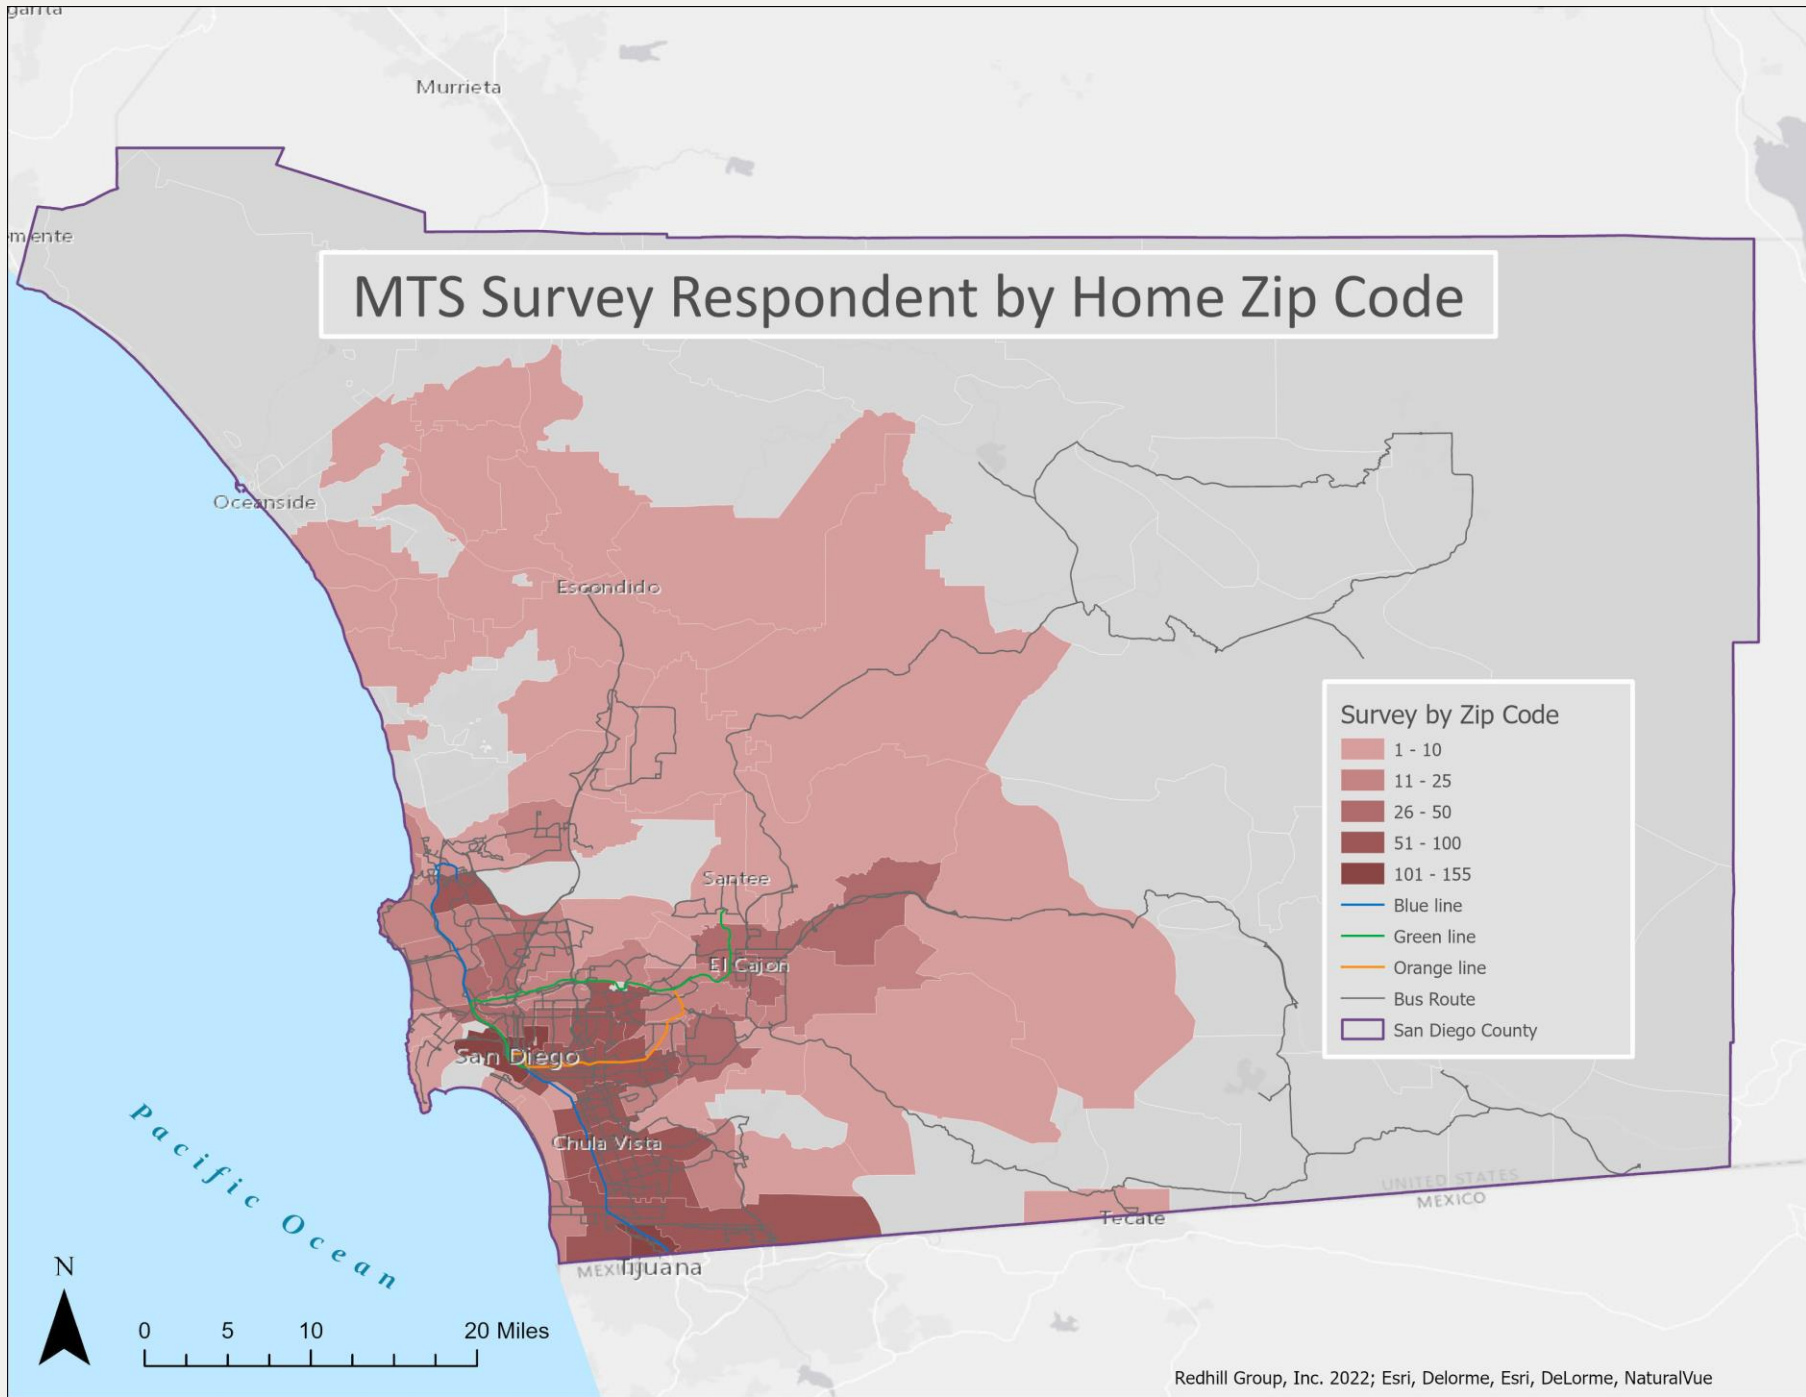 garita
Murrieta
mente
MTS Survey Respondent by Home Zip Code
Oceanside
Escondido
Survey by Zip Code
1 - 10
11 - 25
26 - 50
51 - 100
101 - 155
Blue line
Green line
Orange line
Bus Route
San Diego County
Santee
El Cajon
San Diego
Chula Vista
Pacific Ocean
UNITED STATES
MEXICO
Tecate
MEXI
Tijuana
N
0 5 10 20 Miles
Redhill Group, Inc. 2022; Esri, Delorme, Esri, DeLorme, NaturalVue